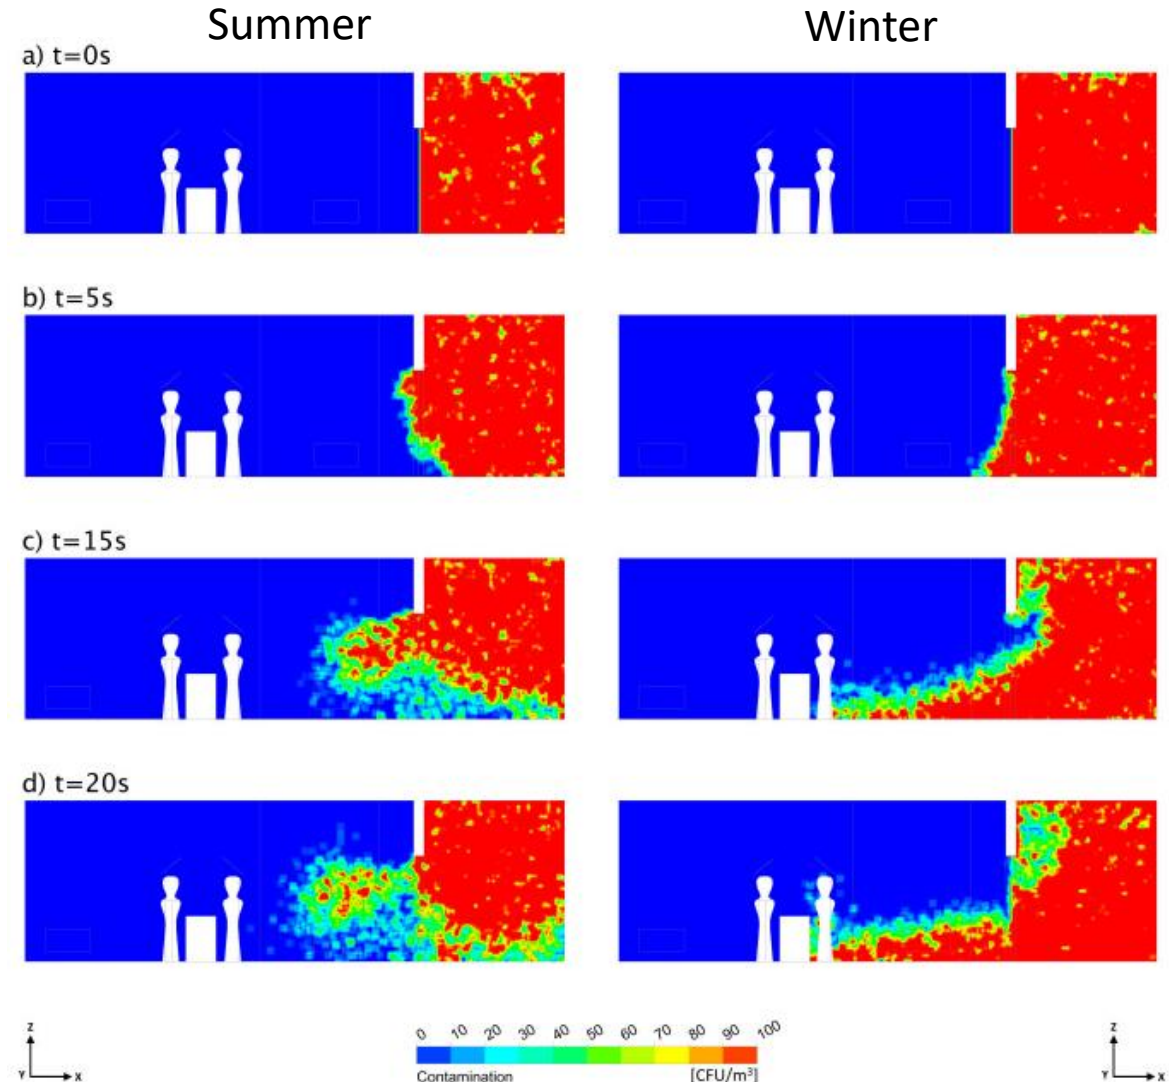 Summer Winter
a) t=0s
b) t=5s
c) t=15s
d) t=20s
0 10 20 30 40 50 60 70 80 90 100
Contamination [CFU/m³]
Z
Y X
Z
Y X